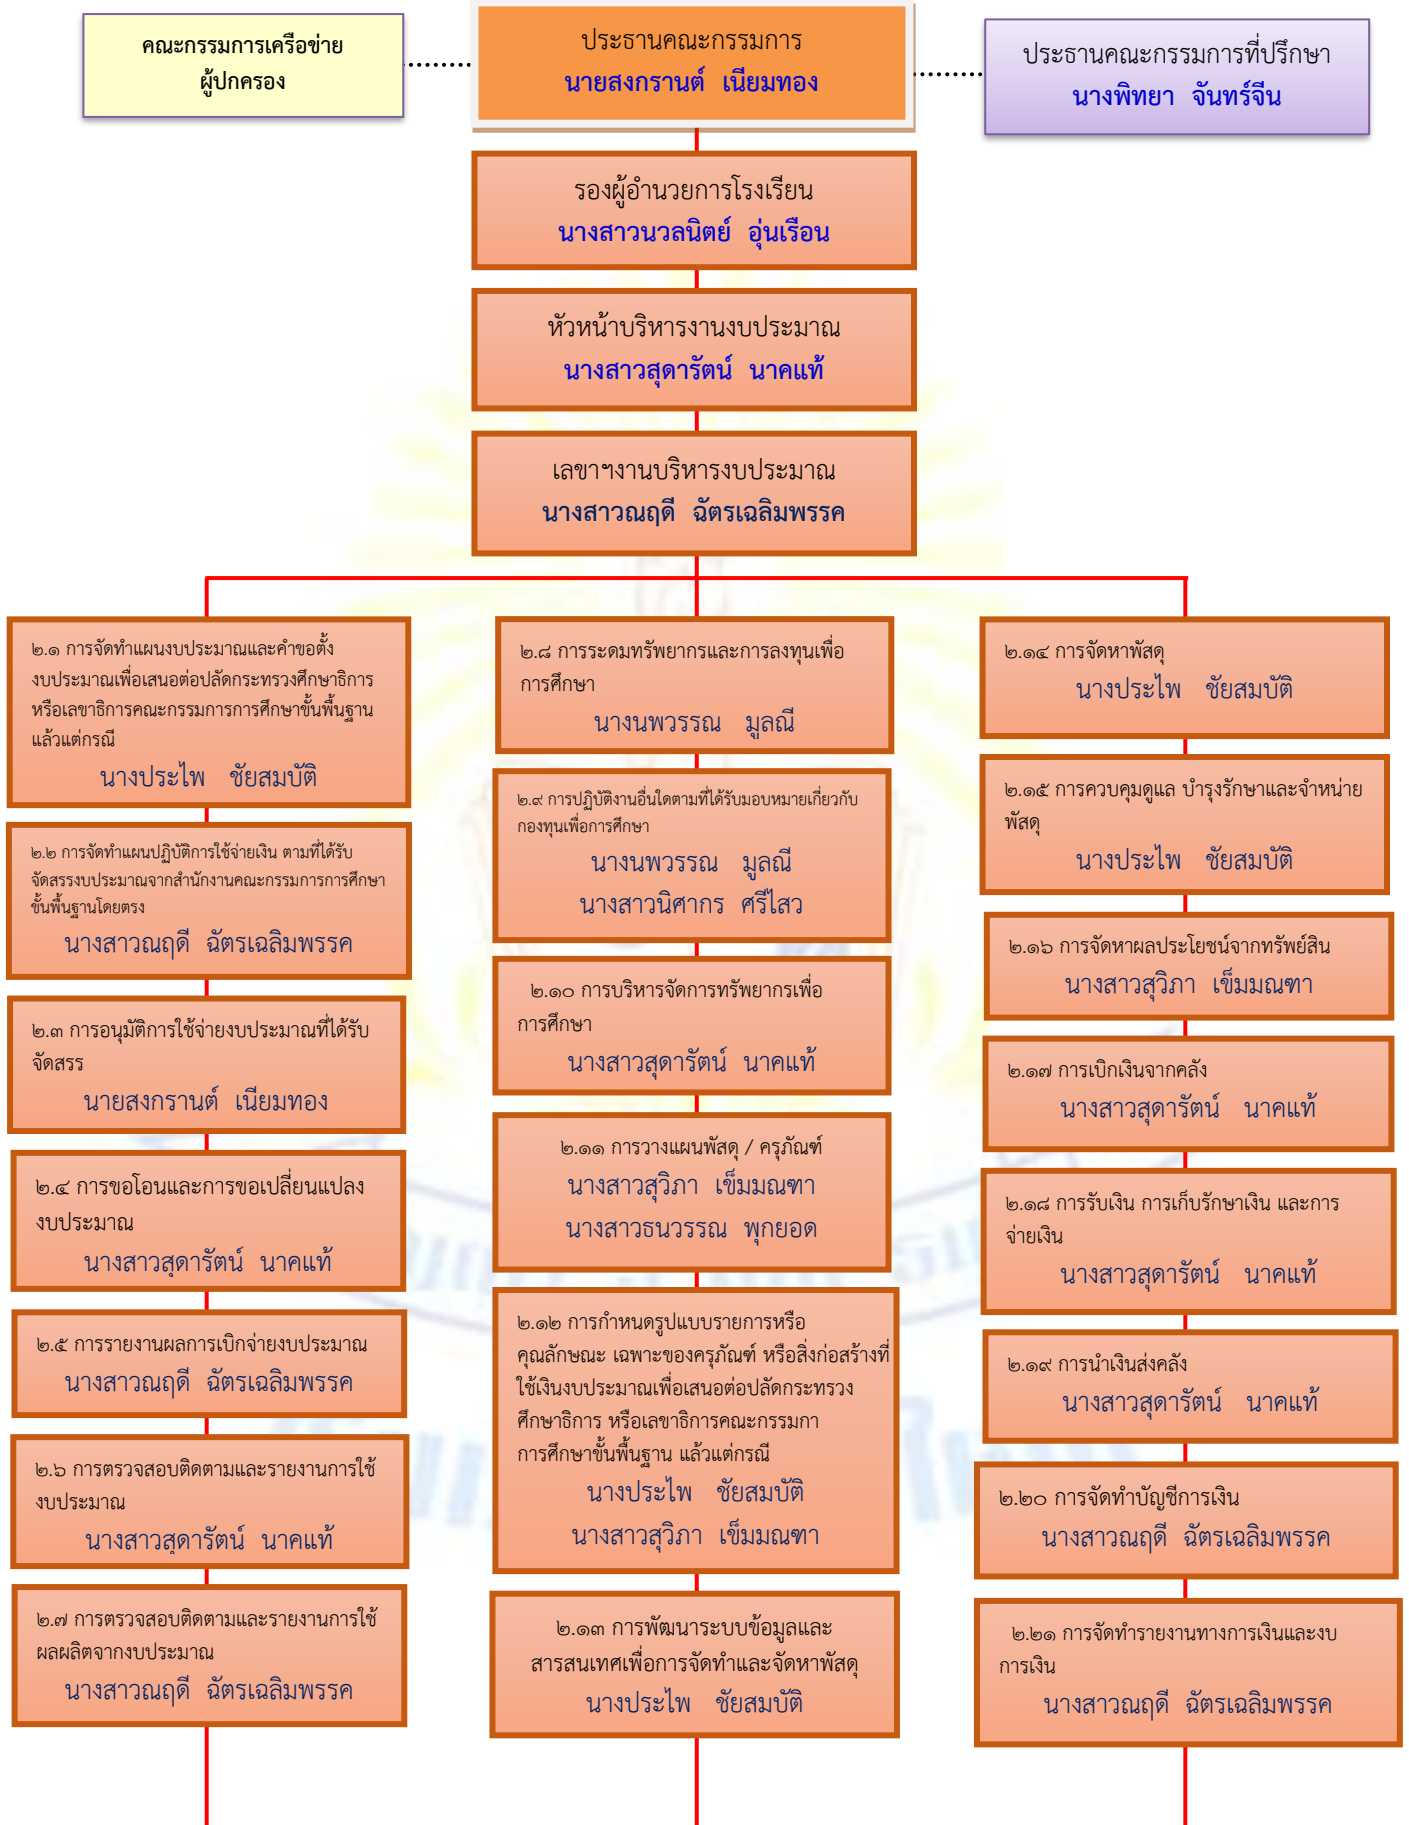 คณะกรรมการเครือข่าย
ผู้ปกครอง
ประธานคณะกรรมการ
นายสงกรานต์ เนียมทอง
ประธานคณะกรรมการที่ปรึกษา
นางพิทยา จันทร์จีน
รองผู้อำนวยการโรงเรียน
นางสาวนวลนิตย์ อุ่นเรือน
หัวหน้าบริหารงานงบประมาณ
นางสาวสุดารัตน์ นาคแท้
เลขาฯงานบริหารงบประมาณ
นางสาวณฤดี ฉัตรเฉลิมพรรค
๒.๑ การจัดทำแผนงบประมาณและคำขอตั้ง
งบประมาณเพื่อเสนอต่อปลัดกระทรวงศึกษาธิการ
หรือเลขาธิการคณะกรรมการการศึกษาขั้นพื้นฐาน
แล้วแต่กรณี
นางประไพ ชัยสมบัติ
๒.๒ การจัดทำแผนปฏิบัติการใช้จ่ายเงิน ตามที่ได้รับ
จัดสรรงบประมาณจากสำนักงานคณะกรรมการการศึกษา
ขั้นพื้นฐานโดยตรง
นางสาวณฤดี ฉัตรเฉลิมพรรค
๒.๓ การอนุมัติการใช้จ่ายงบประมาณที่ได้รับ
จัดสรร
นายสงกรานต์ เนียมทอง
๒.๔ การขอโอนและการขอเปลี่ยนแปลง
งบประมาณ
นางสาวสุดารัตน์ นาคแท้
๒.๕ การรายงานผลการเบิกจ่ายงบประมาณ
นางสาวณฤดี ฉัตรเฉลิมพรรค
๒.๖ การตรวจสอบติดตามและรายงานการใช้
งบประมาณ
นางสาวสุดารัตน์ นาคแท้
๒.๗ การตรวจสอบติดตามและรายงานการใช้
ผลผลิตจากงบประมาณ
นางสาวณฤดี ฉัตรเฉลิมพรรค
๒.๘ การระดมทรัพยากรและการลงทุนเพื่อ
การศึกษา
นางนพวรรณ มูลณี
๒.๙ การปฏิบัติงานอื่นใดตามที่ได้รับมอบหมายเกี่ยวกับ
กองทุนเพื่อการศึกษา
นางนพวรรณ มูลณี
นางสาวนิศากร ศรีไสว
๒.๑๐ การบริหารจัดการทรัพยากรเพื่อ
การศึกษา
นางสาวสุดารัตน์ นาคแท้
๒.๑๑ การวางแผนพัสดุ / ครุภัณฑ์
นางสาวสุวิภา เข็มมณฑา
นางสาวธนวรรณ พุกยอด
๒.๑๒ การกำหนดรูปแบบรายการหรือ
คุณลักษณะ เฉพาะของครุภัณฑ์ หรือสิ่งก่อสร้างที่
ใช้เงินงบประมาณเพื่อเสนอต่อปลัดกระทรวง
ศึกษาธิการ หรือเลขาธิการคณะกรรมกา
การศึกษาขั้นพื้นฐาน แล้วแต่กรณี
นางประไพ ชัยสมบัติ
นางสาวสุวิภา เข็มมณฑา
๒.๑๓ การพัฒนาระบบข้อมูลและ
สารสนเทศเพื่อการจัดทำและจัดหาพัสดุ
นางประไพ ชัยสมบัติ
๒.๑๔ การจัดหาพัสดุ
นางประไพ ชัยสมบัติ
๒.๑๕ การควบคุมดูแล บำรุงรักษาและจำหน่าย
พัสดุ
นางประไพ ชัยสมบัติ
๒.๑๖ การจัดหาผลประโยชน์จากทรัพย์สิน
นางสาวสุวิภา เข็มมณฑา
๒.๑๗ การเบิกเงินจากคลัง
นางสาวสุดารัตน์ นาคแท้
๒.๑๘ การรับเงิน การเก็บรักษาเงิน และการ
จ่ายเงิน
นางสาวสุดารัตน์ นาคแท้
๒.๑๙ การนำเงินส่งคลัง
นางสาวสุดารัตน์ นาคแท้
๒.๒๐ การจัดทำบัญชีการเงิน
นางสาวณฤดี ฉัตรเฉลิมพรรค
๒.๒๑ การจัดทำรายงานทางการเงินและงบ
การเงิน
นางสาวณฤดี ฉัตรเฉลิมพรรค